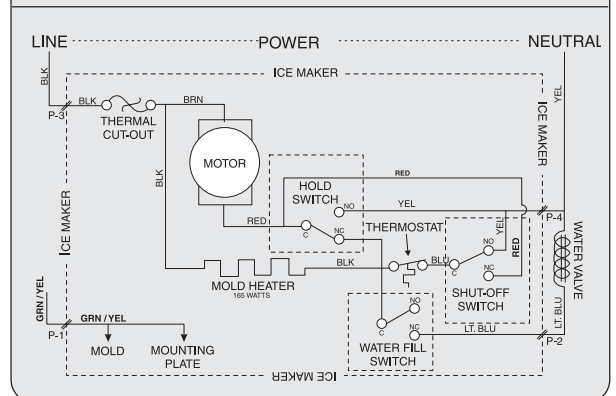 LINE
POWER
NEUTRAL
ICE MAKER
BLK
YEL
BLK
BRN
P-3
THERMAL
CUT-OUT
ICE MAKER
MOTOR
BLK
HOLD
SWITCH
RED
NO
YEL
P-4
RED
C
NC
THERMOSTAT
YEL
RED
WATER VALVE
ICE MAKER
BLK
BLU
NO
C
NC
MOLD HEATER
165 WATTS
SHUT-OFF
SWITCH
GRN/YEL
GRN/YEL
NO
C
NC
LT. BLU
LT. BLU
P-1
P-2
MOLD
MOUNTING
PLATE
WATER FILL
SWITCH
ICE MAKER